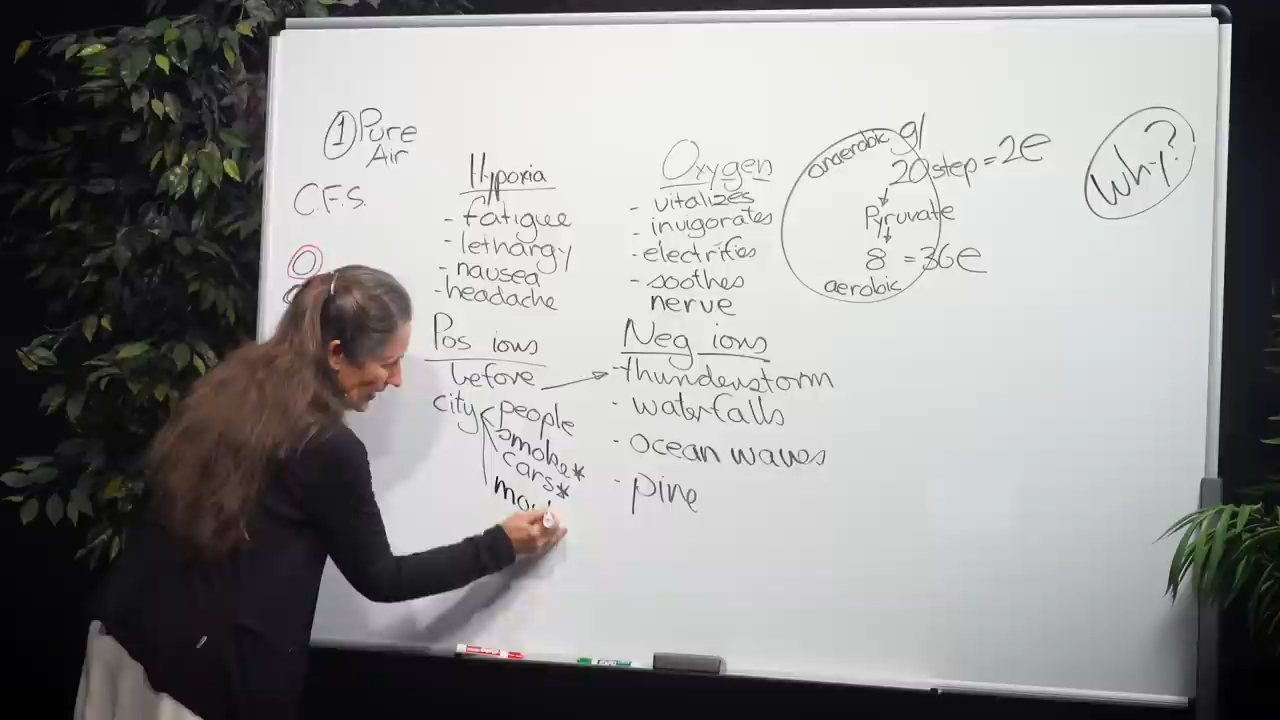 1 Pure
Air
C.F.S.
Hypoxia
- fatigue
- lethargy
- nausea
- headache
Pos ions
before
city
people
smoke*
cars*
Oxygen
- vitalizes
- invigorates
- electrifies
- soothes
nerve
Neg ions
- thunderstorm
- waterfalls
- ocean waves
- pine
anaerobic gl
20 step = 2e
Pyruvate
8 = 36e
aerobic
Why?